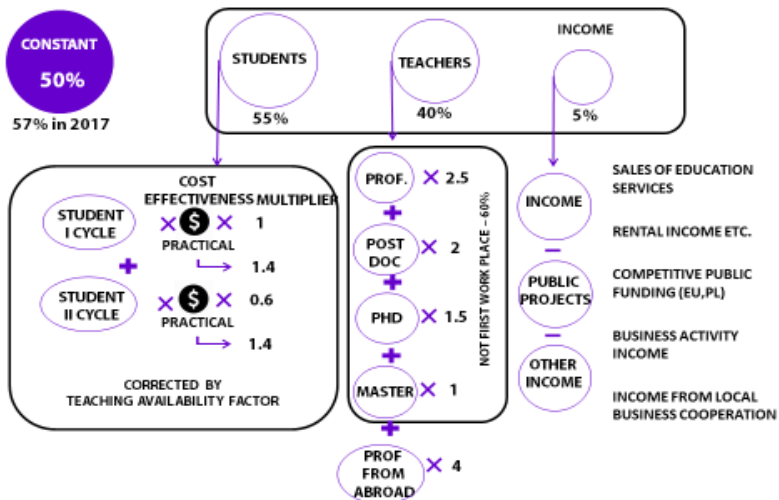 CONSTANT
50%
57% in 2017
STUDENTS
55%
TEACHERS
40%
INCOME
5%
COST
EFFECTIVENESS MULTIPLIER
STUDENT
I CYCLE
× $ × 1
PRACTICAL
1.4
+
STUDENT
II CYCLE
× $ × 0.6
PRACTICAL
1.4
CORRECTED BY
TEACHING AVAILABILITY FACTOR
PROF. × 2.5
+
POST
DOC × 2
+
PHD × 1.5
+
MASTER × 1
+
PROF
FROM
ABROAD × 4
NOT FIRST WORK PLACE – 60%
INCOME
–
PUBLIC
PROJECTS
–
OTHER
INCOME
SALES OF EDUCATION
SERVICES
RENTAL INCOME ETC.
COMPETITIVE PUBLIC
FUNDING (EU,PL)
BUSINESS ACTIVITY
INCOME
INCOME FROM LOCAL
BUSINESS COOPERATION